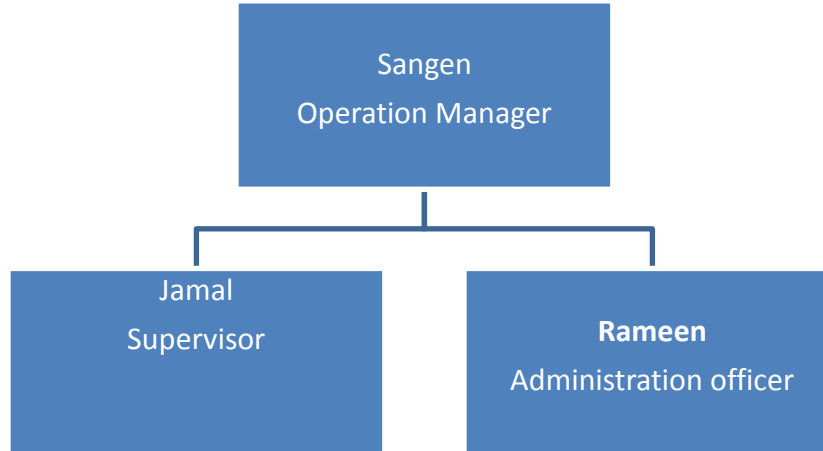 Sangen
Operation Manager
Jamal
Supervisor
Rameen
Administration officer